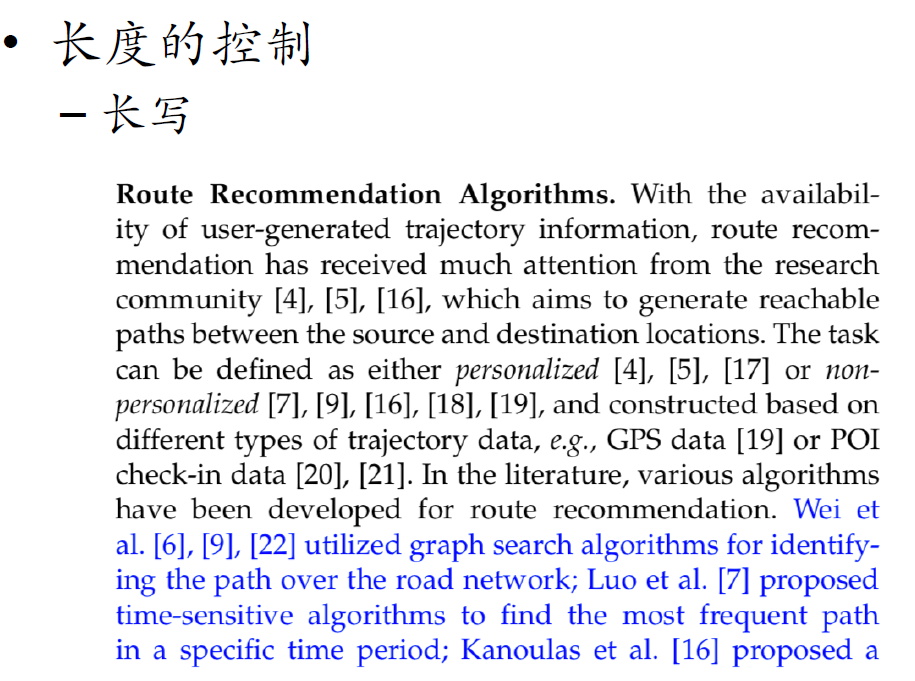 • 长度的控制
– 长写
Route Recommendation Algorithms. With the availabil-
ity of user-generated trajectory information, route recom-
mendation has received much attention from the research
community [4], [5], [16], which aims to generate reachable
paths between the source and destination locations. The task
can be defined as either personalized [4], [5], [17] or non-
personalized [7], [9], [16], [18], [19], and constructed based on
different types of trajectory data, e.g., GPS data [19] or POI
check-in data [20], [21]. In the literature, various algorithms
have been developed for route recommendation. Wei et
al. [6], [9], [22] utilized graph search algorithms for identify-
ing the path over the road network; Luo et al. [7] proposed
time-sensitive algorithms to find the most frequent path
in a specific time period; Kanoulas et al. [16] proposed a